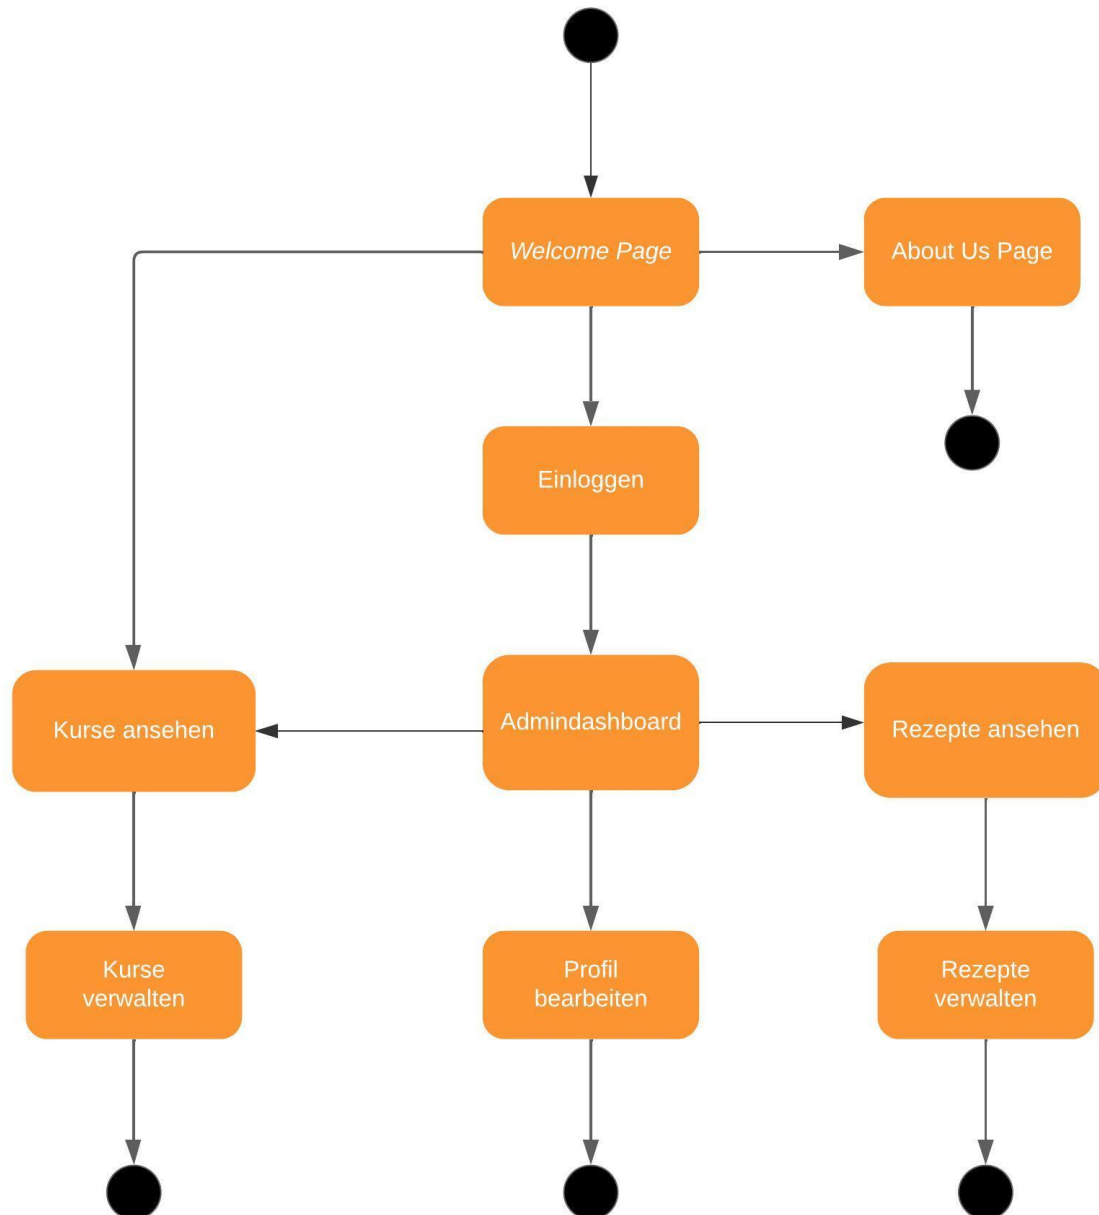 Welcome Page
About Us Page
Einloggen
Kurse ansehen
Admindashboard
Rezepte ansehen
Kurse
verwalten
Profil
bearbeiten
Rezepte
verwalten